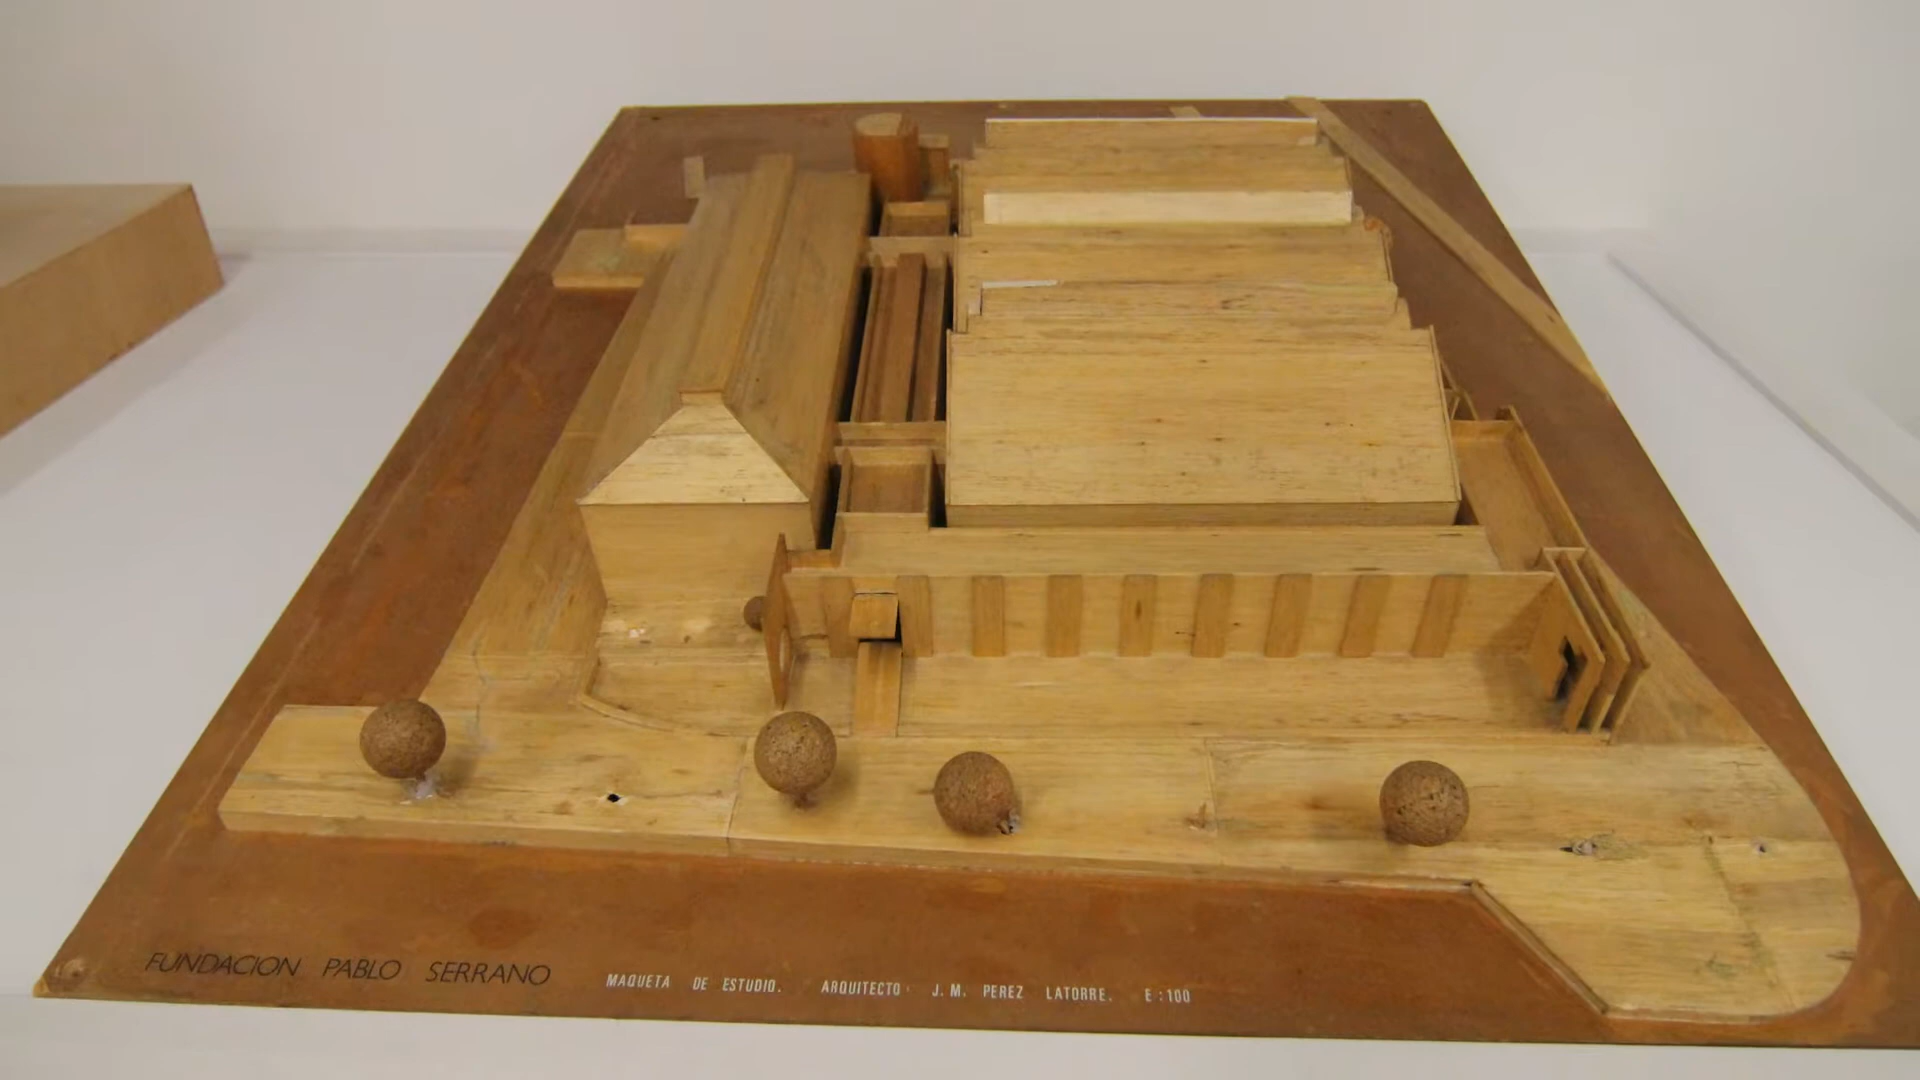 FUNDACION PABLO SERRANO
MAQUETA DE ESTUDIO. ARQUITECTO· J.M. PEREZ LATORRE. E:100